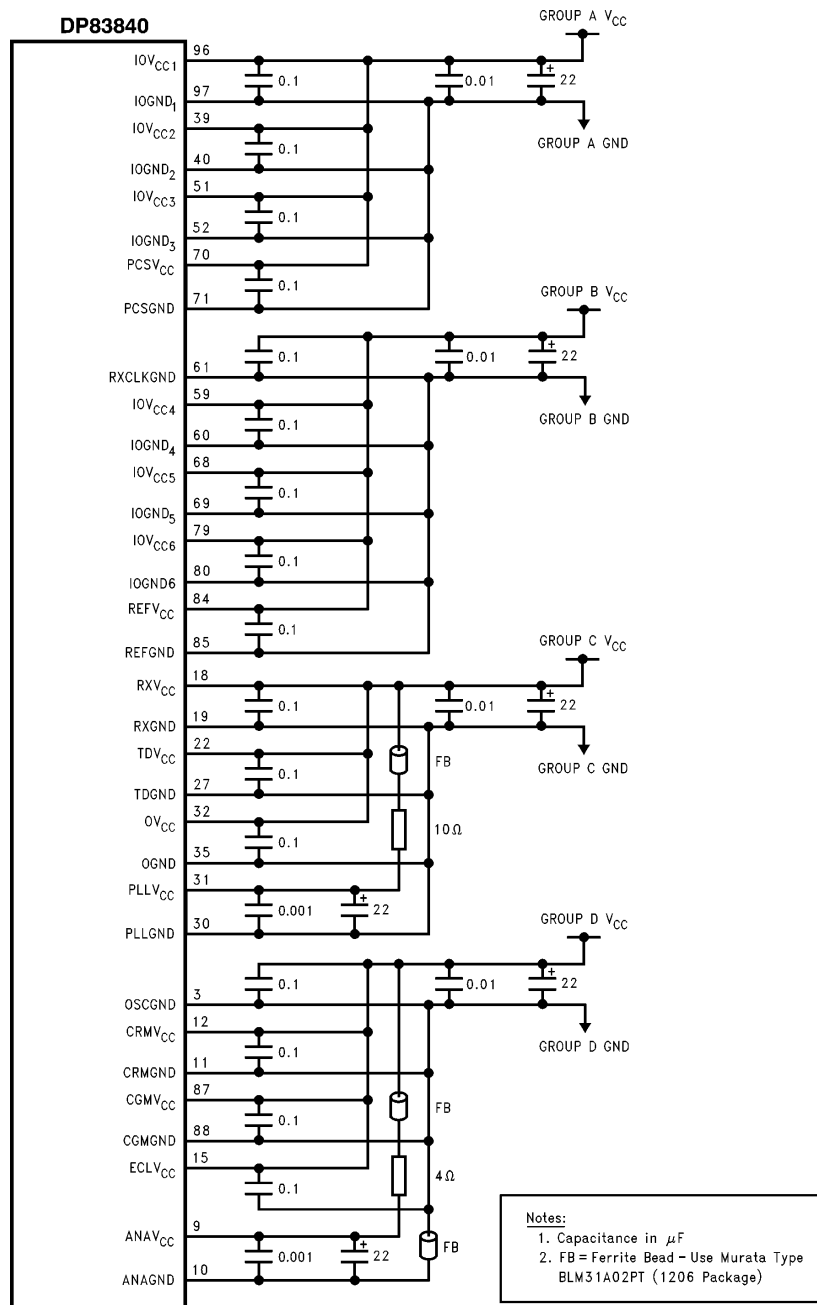 DP83840
GROUP A VCC
96
IOVCC1
0.1
0.01
+
22
97
IOGND1
GROUP A GND
39
IOVCC2
0.1
40
IOGND2
51
IOVCC3
0.1
52
IOGND3
70
PCSVCC
0.1
71
PCSGND
GROUP B VCC
0.1
0.01
+
22
61
RXCLKGND
GROUP B GND
59
IOVCC4
0.1
60
IOGND4
68
IOVCC5
0.1
69
IOGND5
79
IOVCC6
0.1
80
IOGND6
84
REFVCC
0.1
85
REFGND
GROUP C VCC
18
RXVCC
0.1
0.01
+
22
19
RXGND
GROUP C GND
22
TDVCC
FB
0.1
27
TDGND
32
OVCC
10Ω
0.1
35
OGND
31
PLLVCC
0.001
+
22
30
PLLGND
GROUP D VCC
0.1
0.01
+
22
3
OSCGND
GROUP D GND
12
CRMVCC
0.1
11
CRMGND
87
CGMVCC
FB
0.1
88
CGMGND
15
ECLVCC
4Ω
0.1
9
ANAVCC
0.001
+
22
FB
10
ANAGND
Notes:
1. Capacitance in μF
2. FB = Ferrite Bead – Use Murata Type
BLM31A02PT (1206 Package)